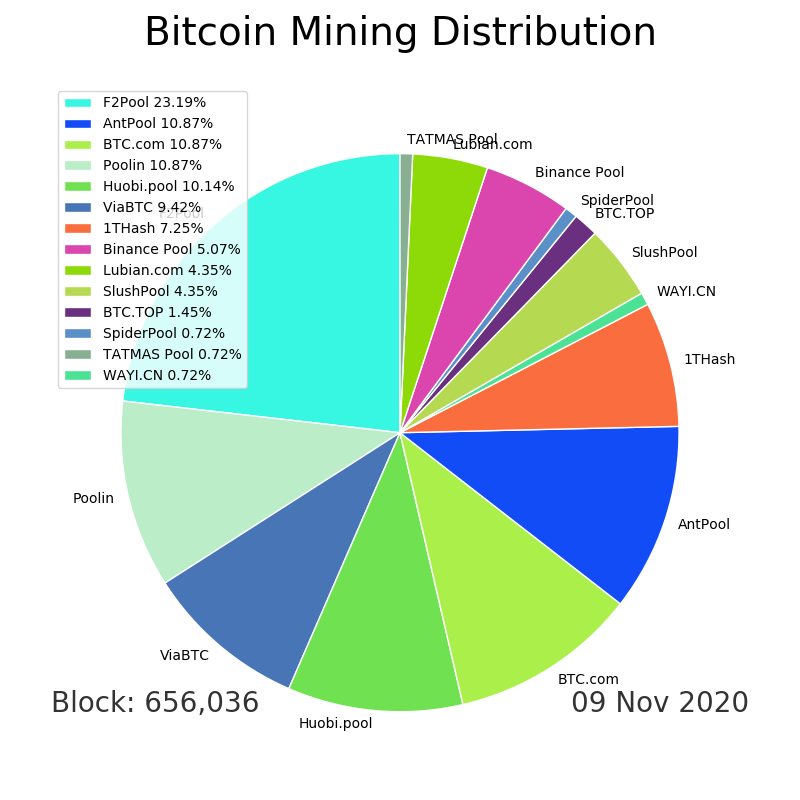 Bitcoin Mining Distribution
F2Pool 23.19%
AntPool 10.87%
BTC.com 10.87%
Poolin 10.87%
Huobi.pool 10.14%
ViaBTC 9.42%
1THash 7.25%
Binance Pool 5.07%
Lubian.com 4.35%
SlushPool 4.35%
BTC.TOP 1.45%
SpiderPool 0.72%
TATMAS Pool 0.72%
WAYI.CN 0.72%
TATMAS Pool
Lubian.com
Binance Pool
SpiderPool
BTC.TOP
SlushPool
WAYI.CN
1THash
AntPool
BTC.com
Huobi.pool
ViaBTC
Poolin
F2Pool
Block: 656,036
09 Nov 2020